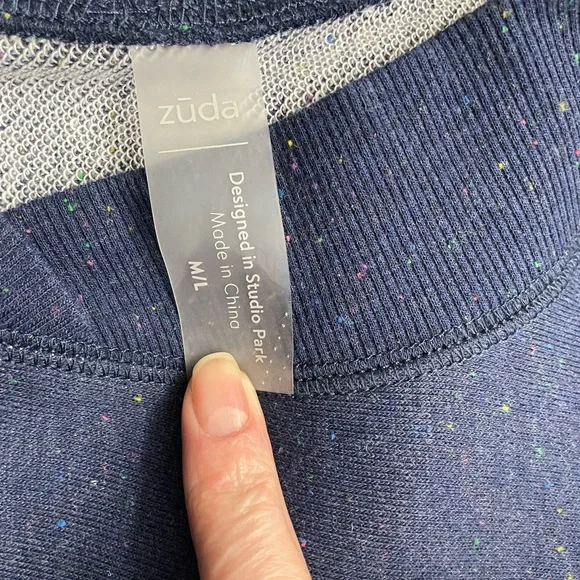 zūda
Designed in Studio Park
Made in China
M/L